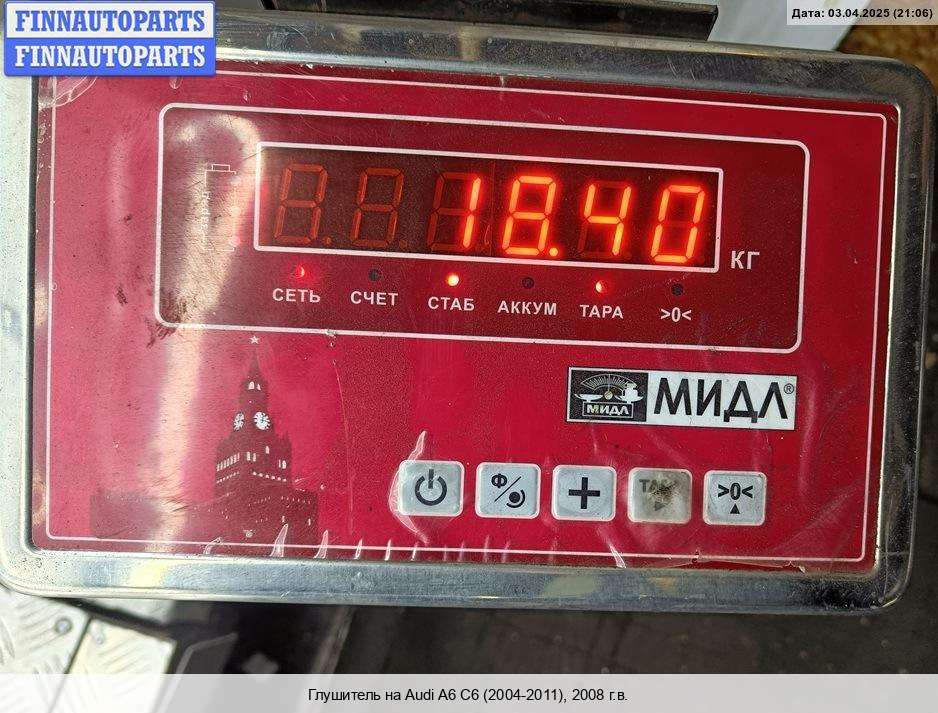 FINNAUTOPARTS
FINNAUTOPARTS
Дата: 03.04.2025 (21:06)
18.40
КГ
СЕТЬ СЧЕТ СТАБ АККУМ ТАРА >0<
МИДЛ МИДЛ®
Ф >0<
Глушитель на Audi A6 C6 (2004-2011), 2008 г.в.